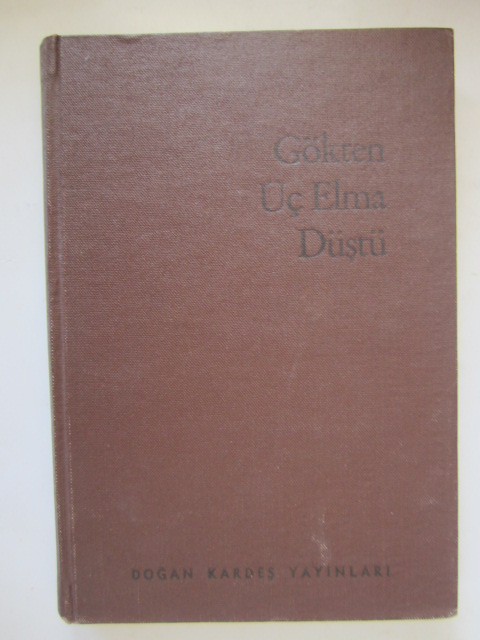 Gökten
Üç Elma
Düştü
DOĞAN KARDEŞ YAYINLARI